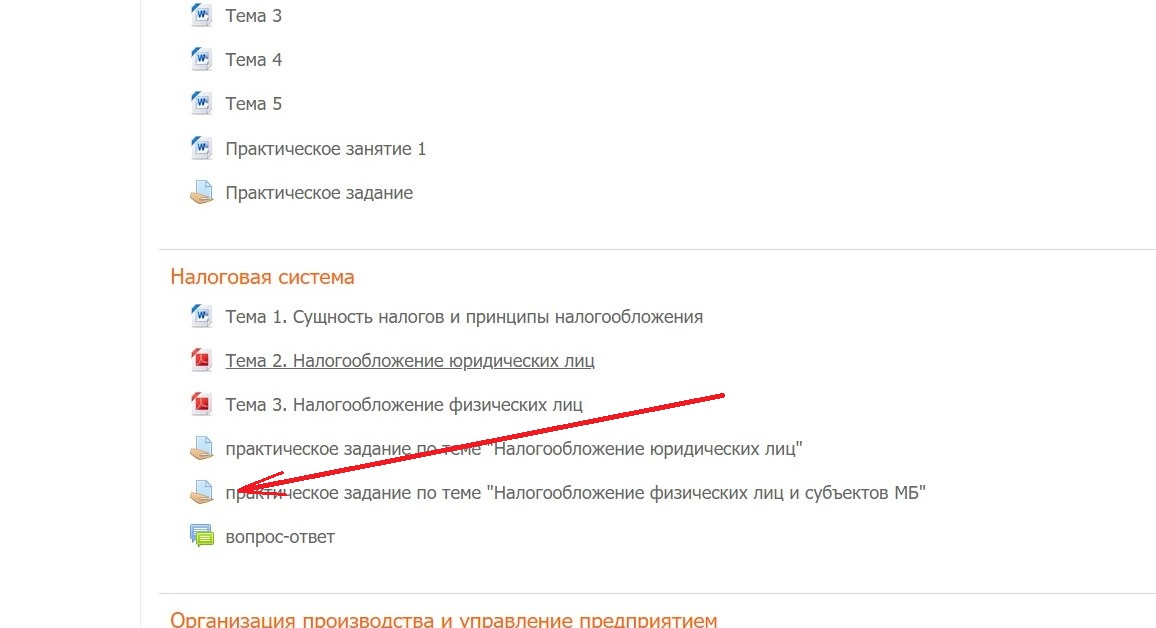 Тема 3
Тема 4
Тема 5
Практическое занятие 1
Практическое задание
Налоговая система
Тема 1. Сущность налогов и принципы налогообложения
Тема 2. Налогообложение юридических лиц
Тема 3. Налогообложение физических лиц
практическое задание по теме "Налогообложение юридических лиц"
практическое задание по теме "Налогообложение физических лиц и субъектов МБ"
вопрос-ответ
Организация производства и управление предприятием